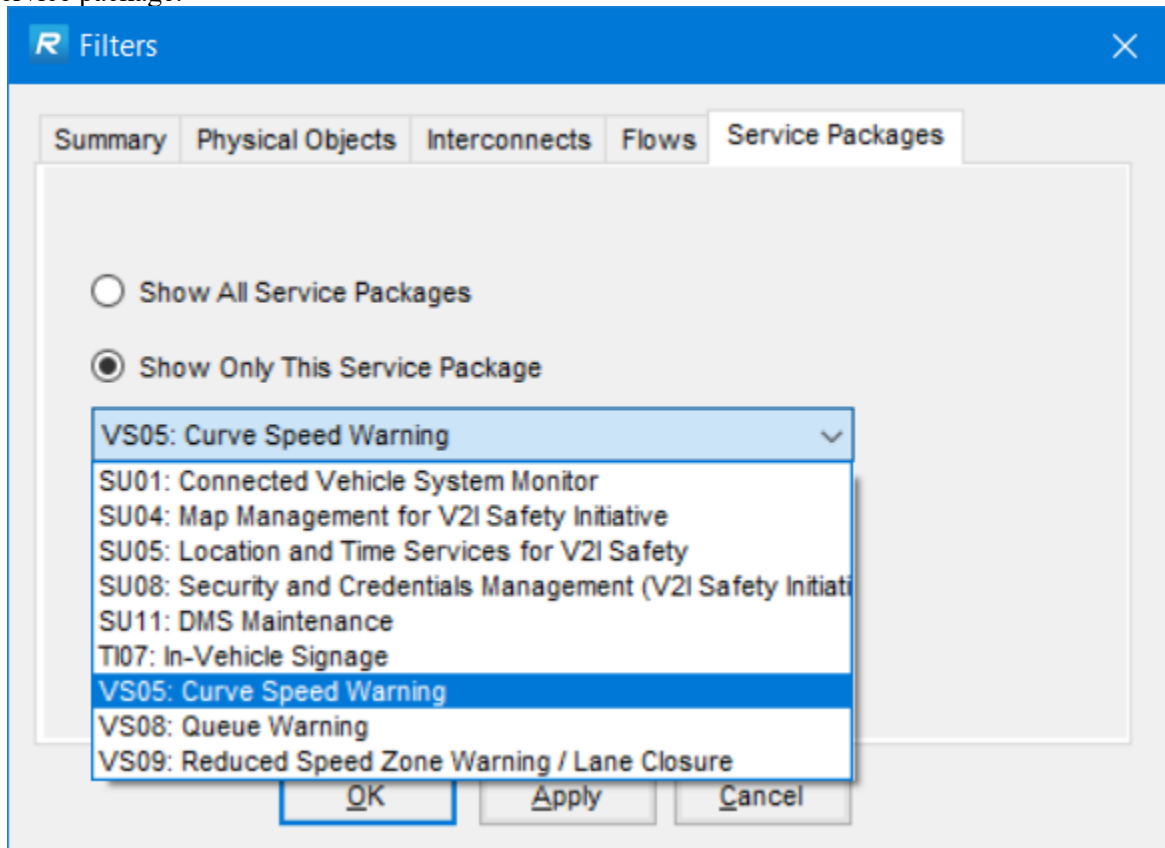 service package.
R Filters
Summary Physical Objects Interconnects Flows Service Packages
Show All Service Packages
Show Only This Service Package
VS05: Curve Speed Warning
SU01: Connected Vehicle System Monitor
SU04: Map Management for V2I Safety Initiative
SU05: Location and Time Services for V2I Safety
SU08: Security and Credentials Management (V2I Safety Initiati
SU11: DMS Maintenance
TI07: In-Vehicle Signage
VS05: Curve Speed Warning
VS08: Queue Warning
VS09: Reduced Speed Zone Warning / Lane Closure
OK Apply Cancel